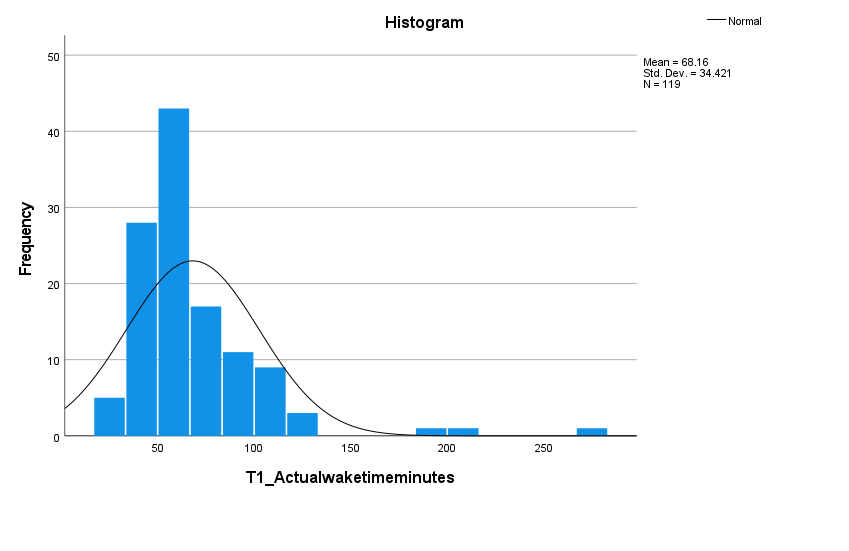 Histogram
Normal
Mean = 68.16
Std. Dev. = 34.421
N = 119
Frequency
50
40
30
20
10
0
50 100 150 200 250
T1_Actualwaketimeminutes